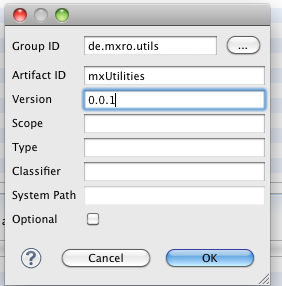 Group ID de.mxro.utils ...
Artifact ID mxUtilities
Version 0.0.1
Scope
Type
Classifier
System Path
Optional
? Cancel OK